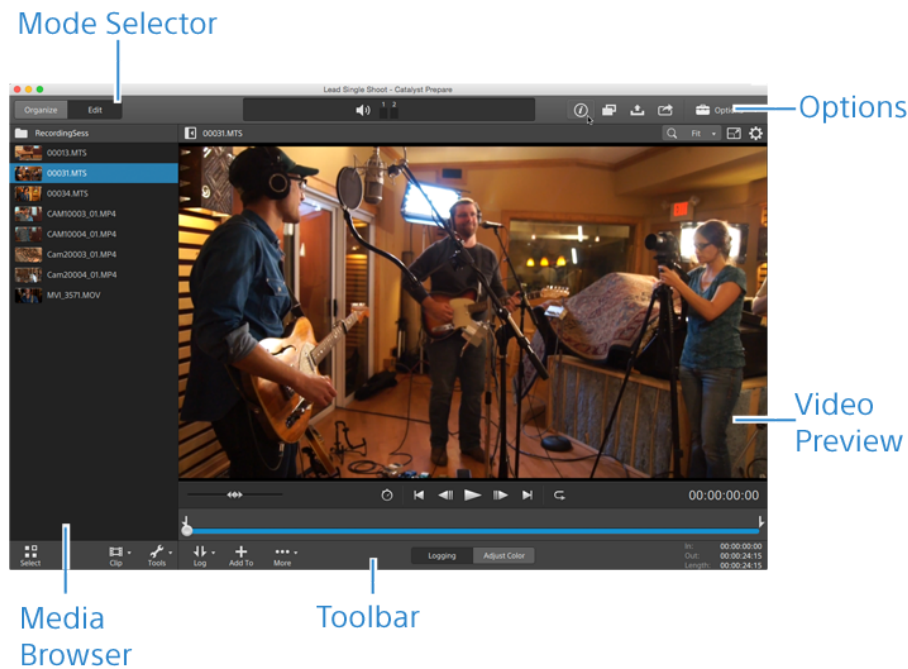 Mode Selector
Lead Single Shoot - Catalyst Prepare
Organize Edit
1 2
Options
RecordingSess
00031.MTS
Fit
00013.MTS
00031.MTS
00034.MTS
CAM10003_01.MP4
CAM10004_01.MP4
Cam20003_01.MP4
Cam20004_01.MP4
MVI_3571.MOV
EXIT
Video
Preview
00:00:00:00
Select Clip Tools Log Add To More
Logging Adjust Color
In: 00:00:00:00
Out: 00:00:24:15
Length: 00:00:24:15
Media
Browser
Toolbar